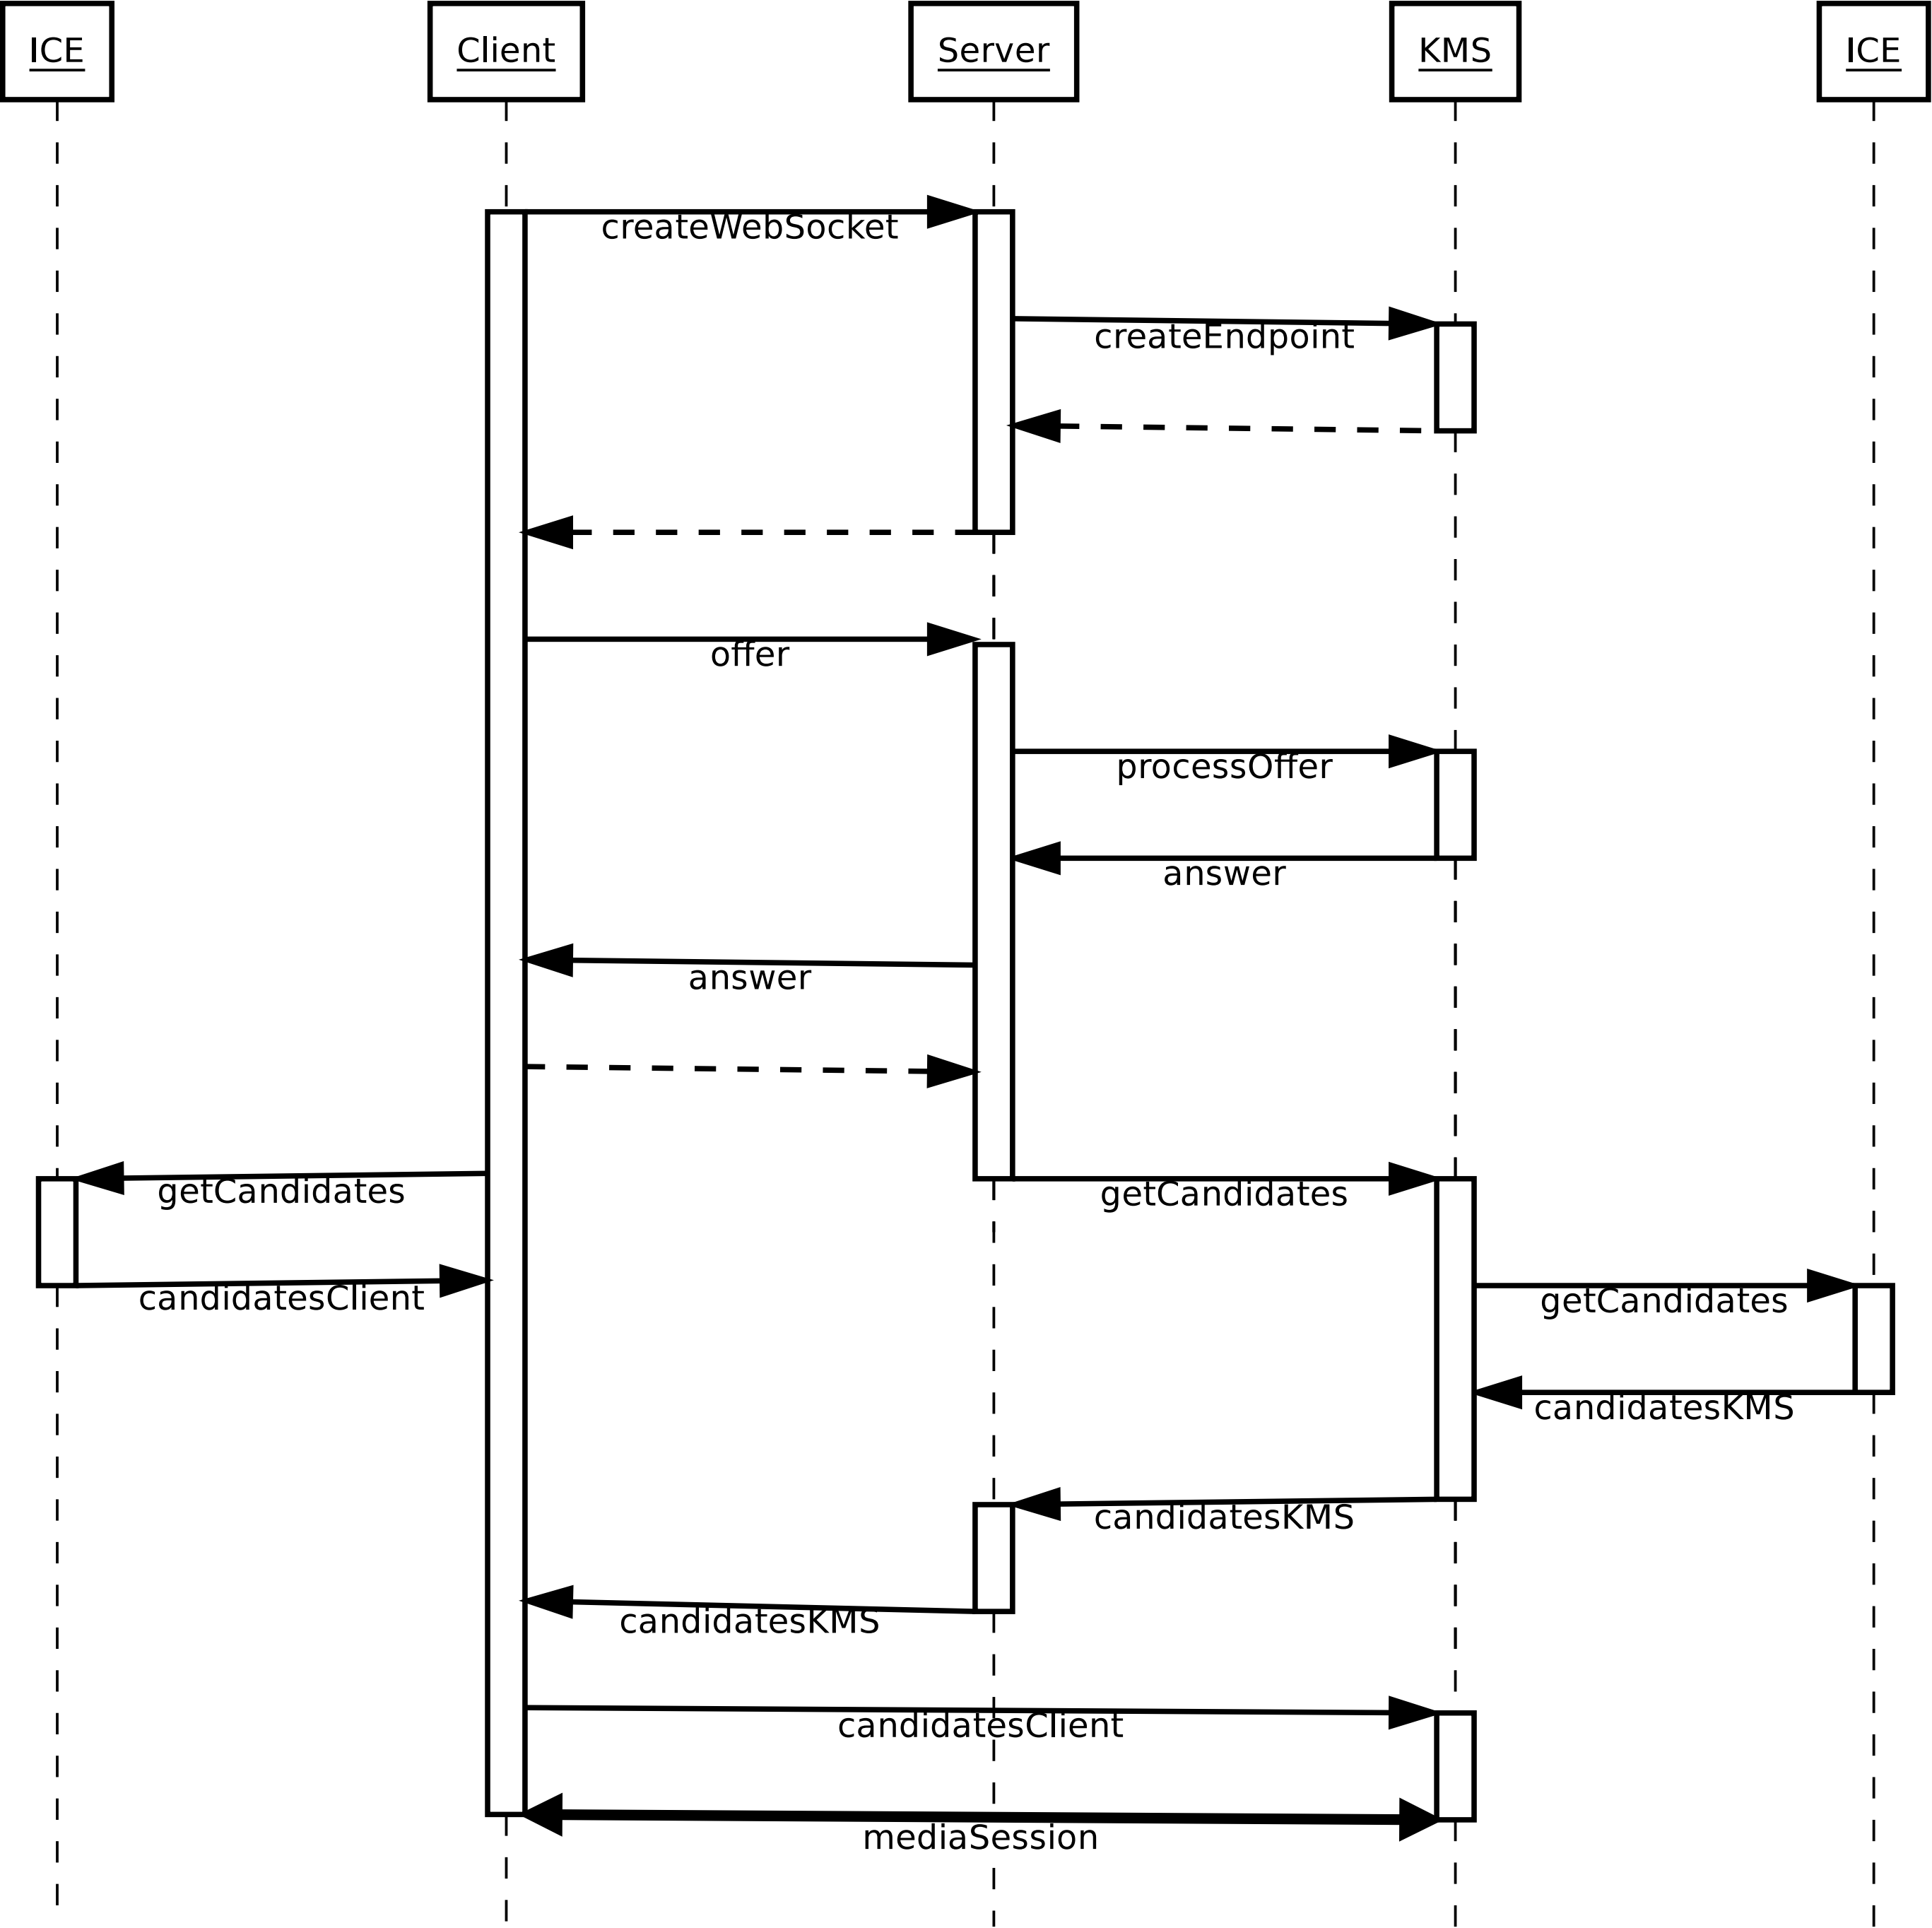 ICE
Client
Server
KMS
ICE
createWebSocket
createEndpoint
offer
processOffer
answer
answer
getCandidates
getCandidates
candidatesClient
getCandidates
candidatesKMS
candidatesKMS
candidatesKMS
candidatesClient
mediaSession